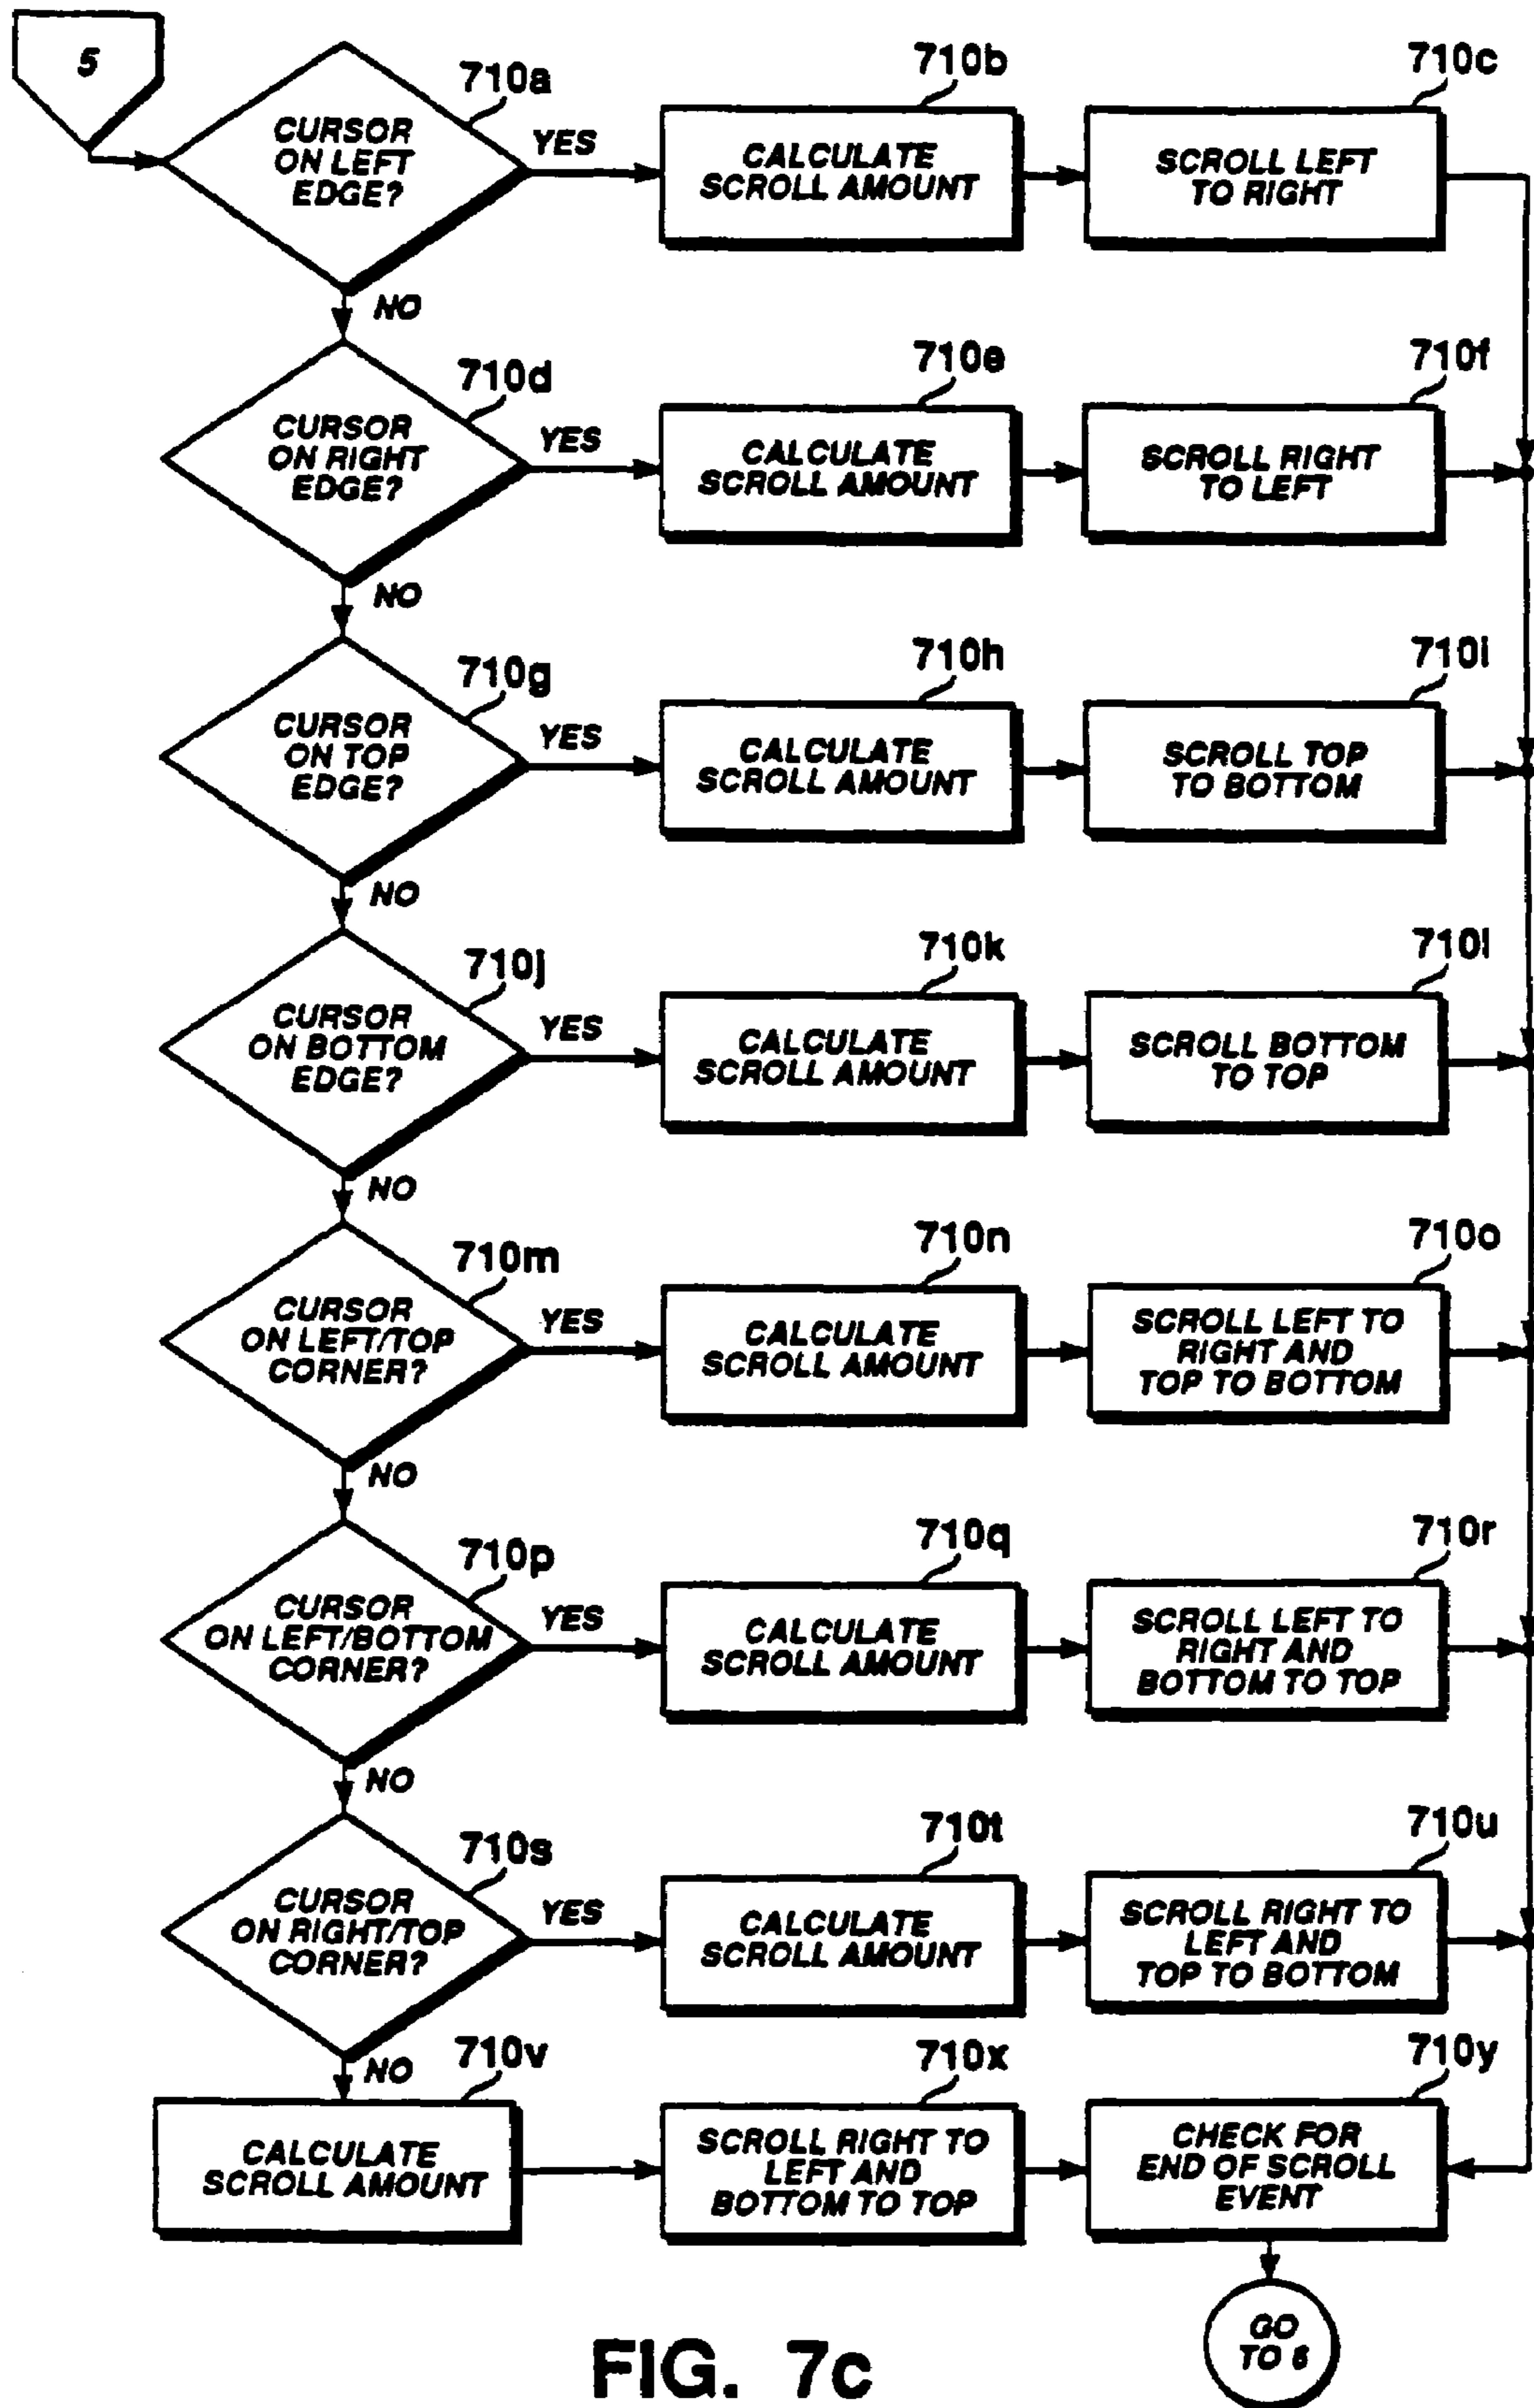 5
710a
CURSOR
ON LEFT
EDGE?
YES
710b
CALCULATE
SCROLL AMOUNT
710c
SCROLL LEFT
TO RIGHT
NO
710d
CURSOR
ON RIGHT
EDGE?
YES
710e
CALCULATE
SCROLL AMOUNT
710f
SCROLL RIGHT
TO LEFT
NO
710g
CURSOR
ON TOP
EDGE?
YES
710h
CALCULATE
SCROLL AMOUNT
710i
SCROLL TOP
TO BOTTOM
NO
710j
CURSOR
ON BOTTOM
EDGE?
YES
710k
CALCULATE
SCROLL AMOUNT
710l
SCROLL BOTTOM
TO TOP
NO
710m
CURSOR
ON LEFT/TOP
CORNER?
YES
710n
CALCULATE
SCROLL AMOUNT
710o
SCROLL LEFT TO
RIGHT AND
TOP TO BOTTOM
NO
710p
CURSOR
ON LEFT/BOTTOM
CORNER?
YES
710q
CALCULATE
SCROLL AMOUNT
710r
SCROLL LEFT TO
RIGHT AND
BOTTOM TO TOP
NO
710s
CURSOR
ON RIGHT/TOP
CORNER?
YES
710t
CALCULATE
SCROLL AMOUNT
710u
SCROLL RIGHT TO
LEFT AND
TOP TO BOTTOM
NO
710v
CALCULATE
SCROLL AMOUNT
710x
SCROLL RIGHT TO
LEFT AND
BOTTOM TO TOP
710y
CHECK FOR
END OF SCROLL
EVENT
GO
TO 6
FIG. 7c